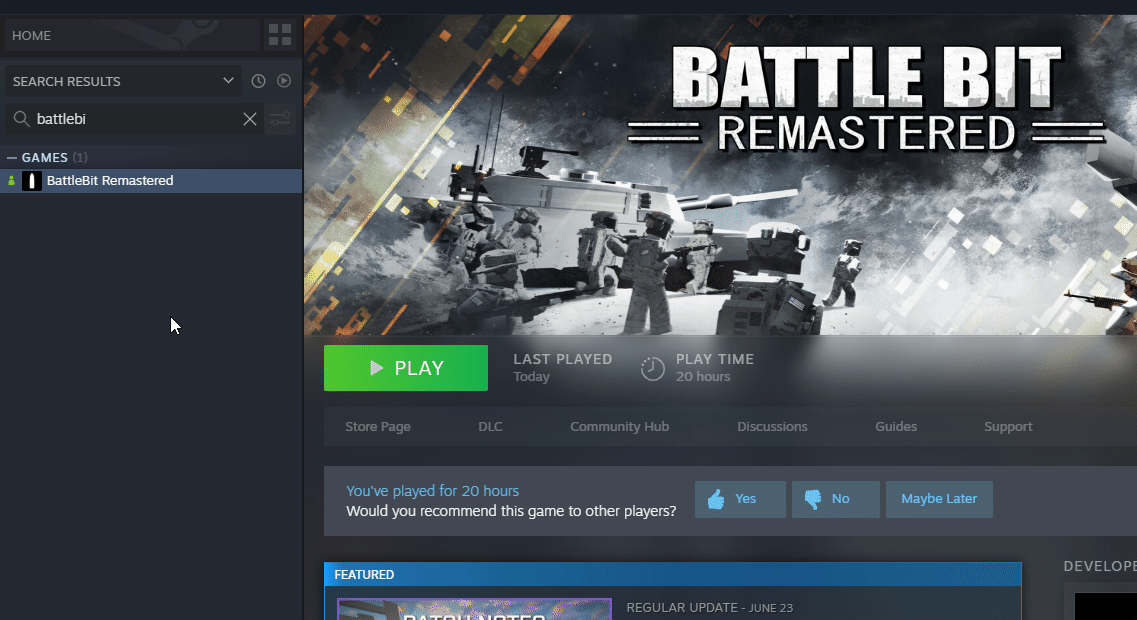 HOME
SEARCH RESULTS
battlebi
GAMES (1)
BattleBit Remastered
BATTLE BIT
REMASTERED
PLAY
LAST PLAYED
Today
PLAY TIME
20 hours
Store Page DLC Community Hub Discussions Guides Support
You've played for 20 hours
Would you recommend this game to other players?
Yes No Maybe Later
FEATURED
DEVELOPE
REGULAR UPDATE - JUNE 23
PATCH NOTES